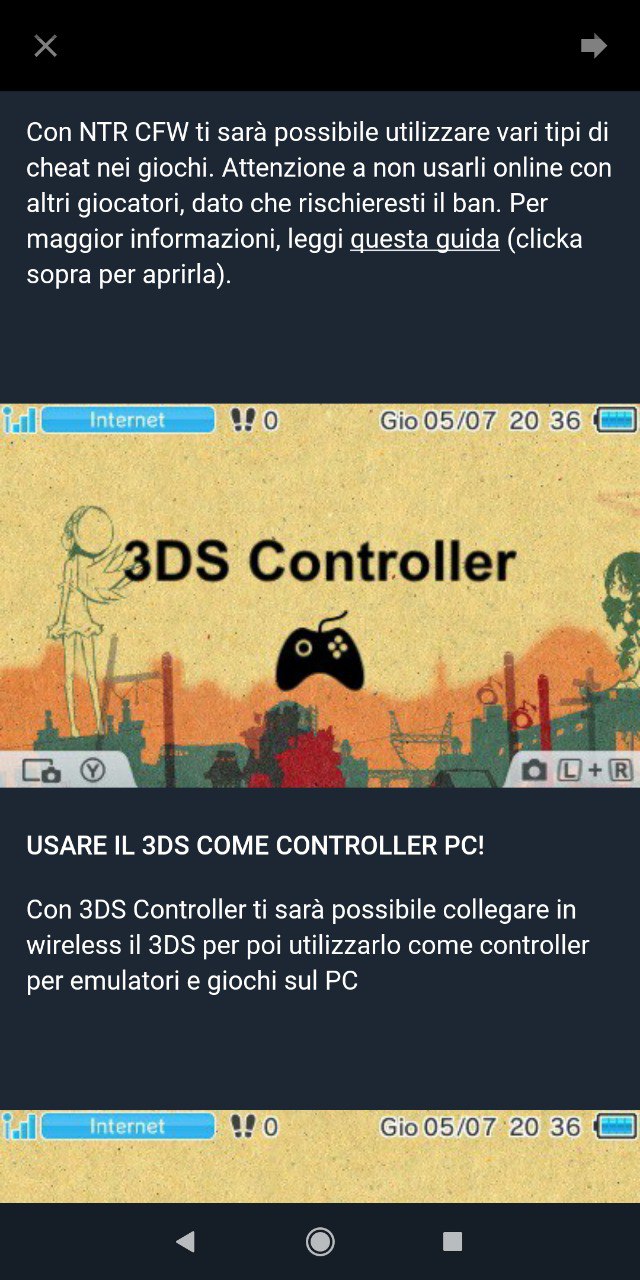 Con NTR CFW ti sarà possibile utilizzare vari tipi di
cheat nei giochi. Attenzione a non usarli online con
altri giocatori, dato che rischieresti il ban. Per
maggior informazioni, leggi questa guida (clicka
sopra per aprirla).
Internet 0 Gio 05/07 20 36
3DS Controller
Y L + R
USARE IL 3DS COME CONTROLLER PC!
Con 3DS Controller ti sarà possibile collegare in
wireless il 3DS per poi utilizzarlo come controller
per emulatori e giochi sul PC
Internet 0 Gio 05/07 20 36